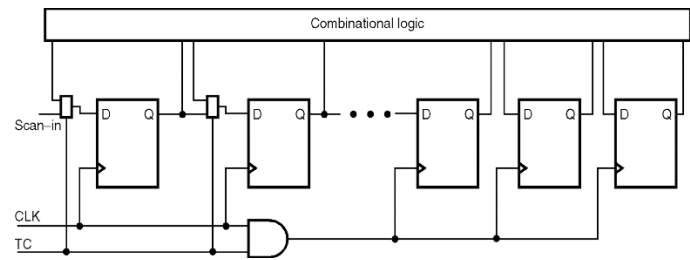 Combinational logic
D Q D Q D Q D Q D Q
Scan–in
CLK
TC